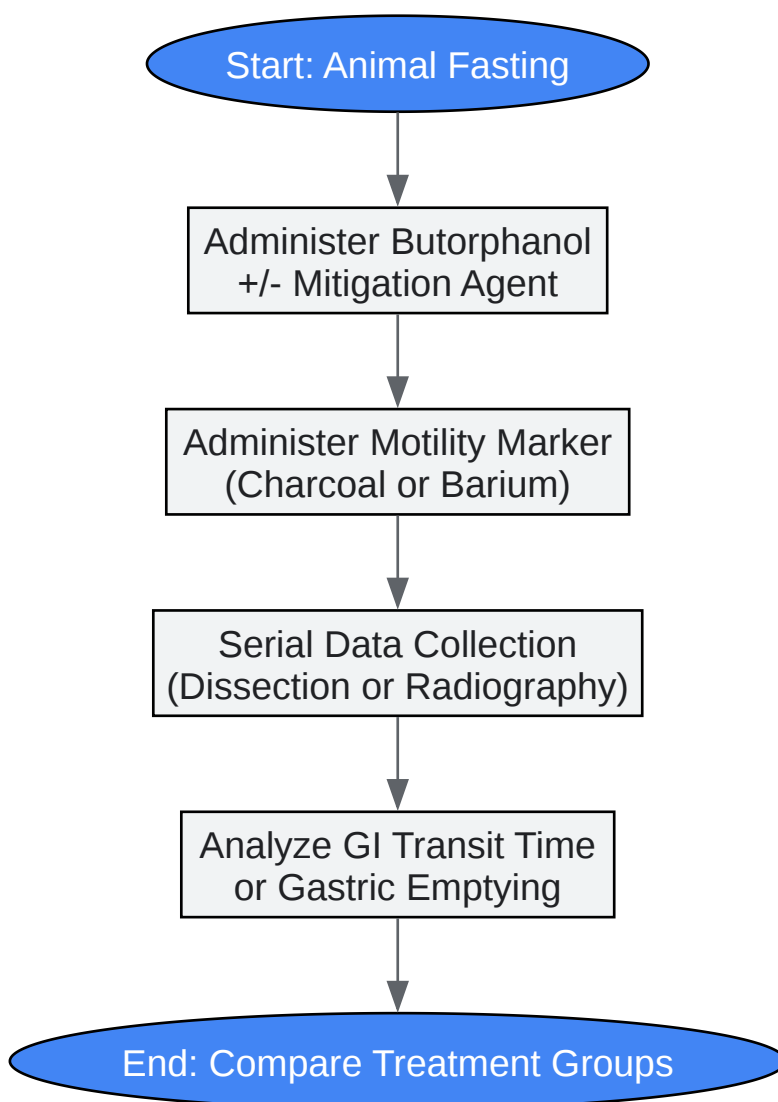 Start: Animal Fasting
Administer Butorphanol
+/- Mitigation Agent
Administer Motility Marker
(Charcoal or Barium)
Serial Data Collection
(Dissection or Radiography)
Analyze GI Transit Time
or Gastric Emptying
End: Compare Treatment Groups